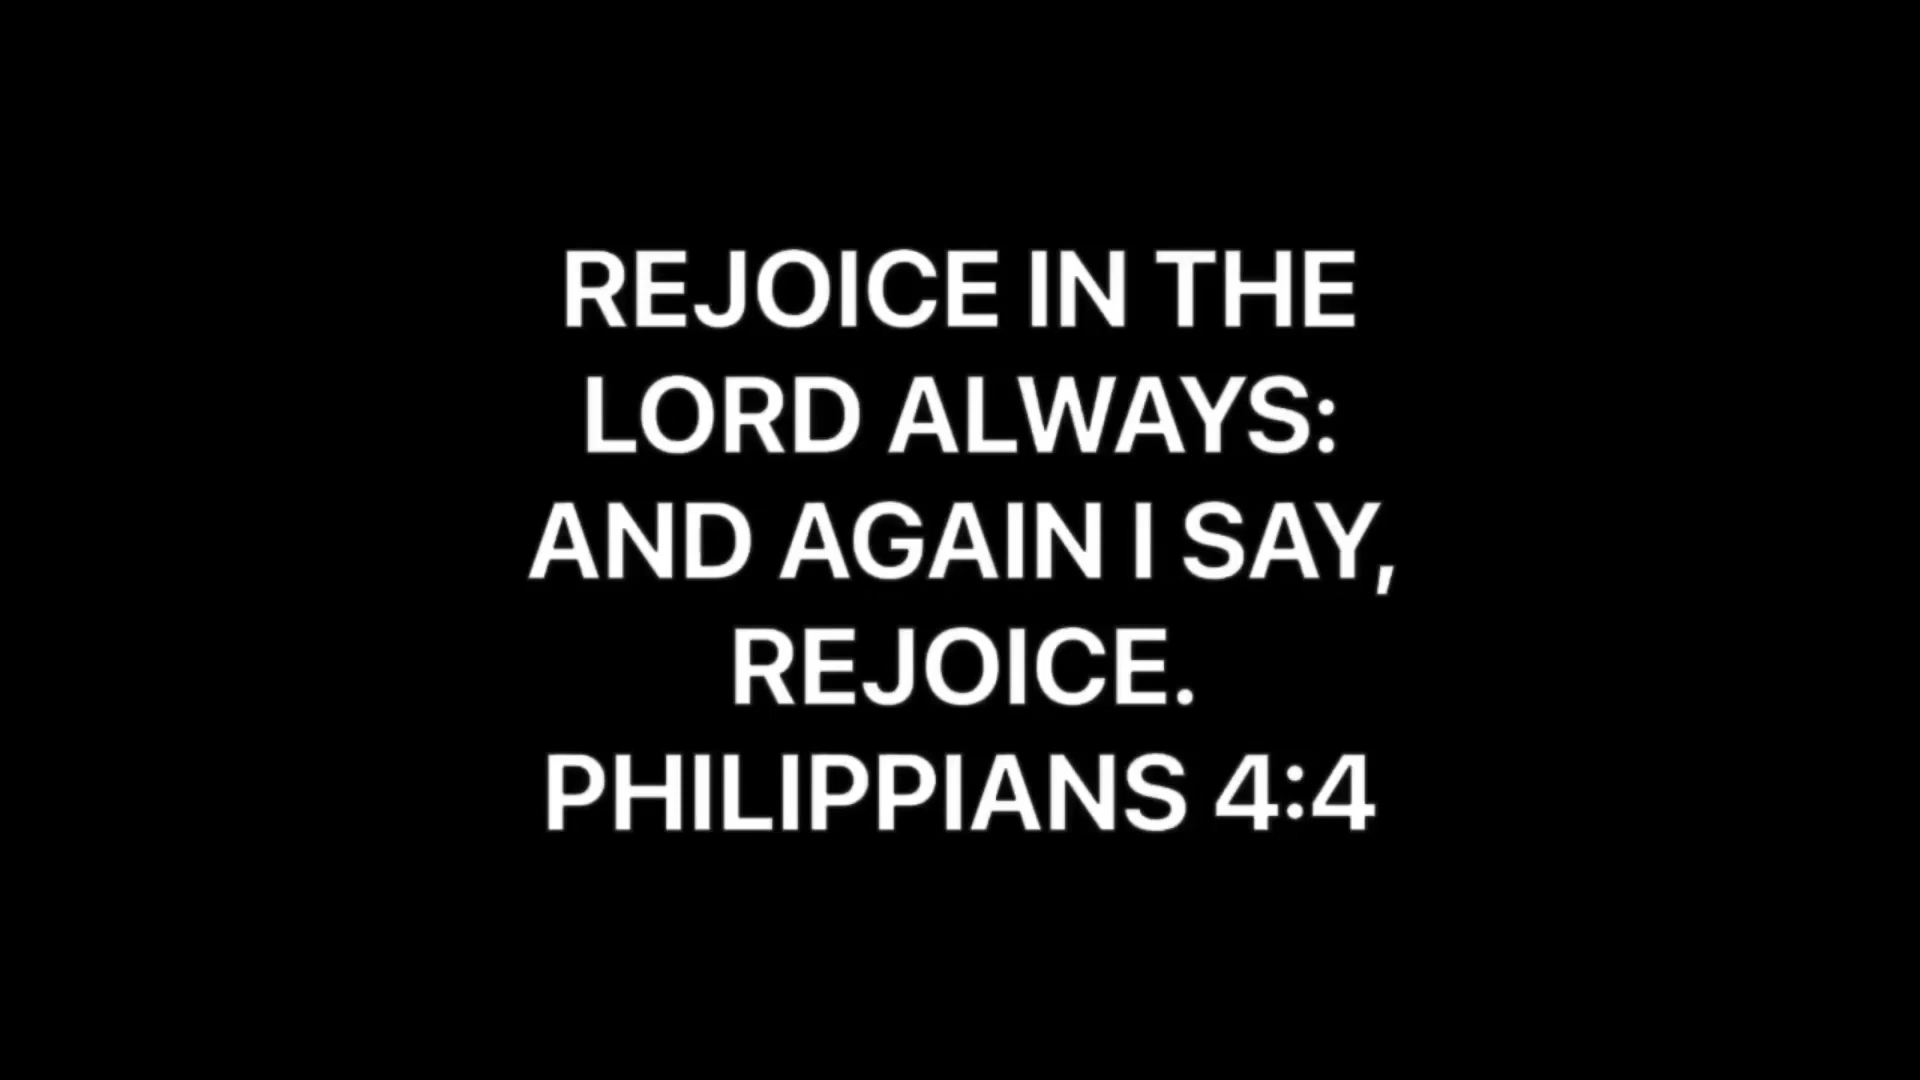 REJOICE IN THE
LORD ALWAYS:
AND AGAIN I SAY,
REJOICE.
PHILIPPIANS 4:4